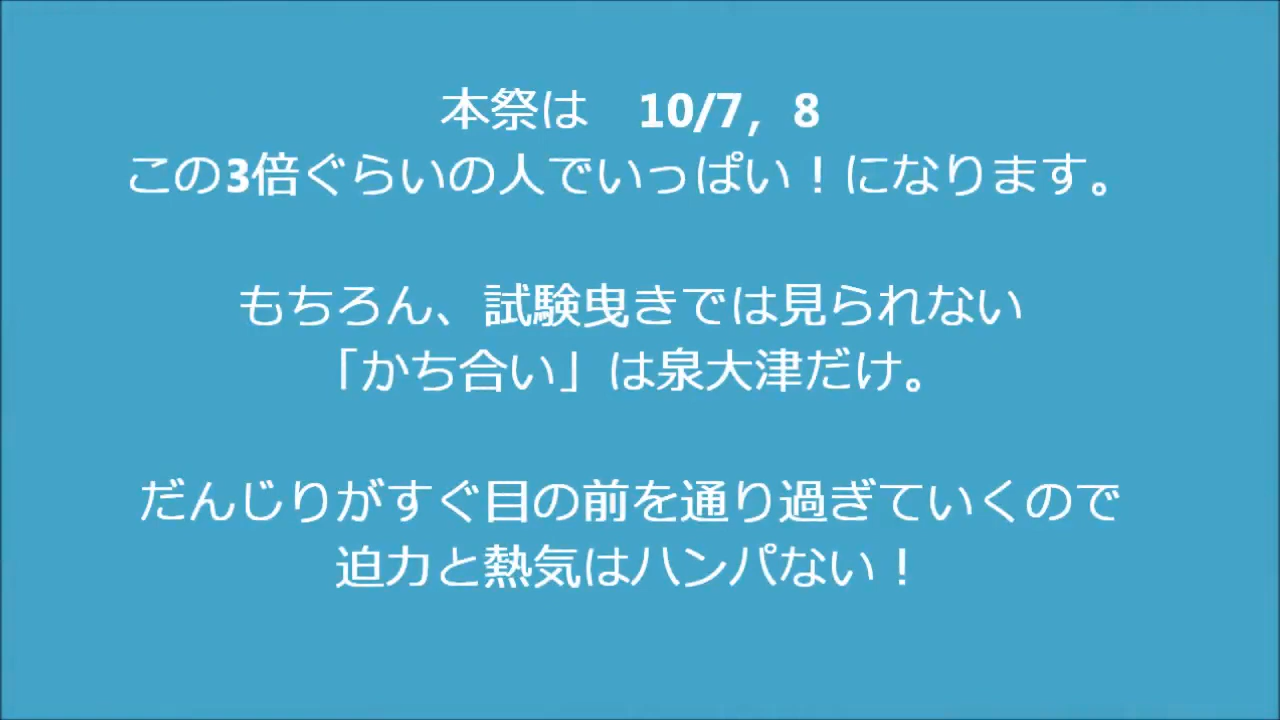 本祭は　10/7，8
この3倍ぐらいの人でいっぱい！になります。
もちろん、試験曳きでは見られない
「かち合い」は泉大津だけ。
だんじりがすぐ目の前を通り過ぎていくので
迫力と熱気はハンパない！